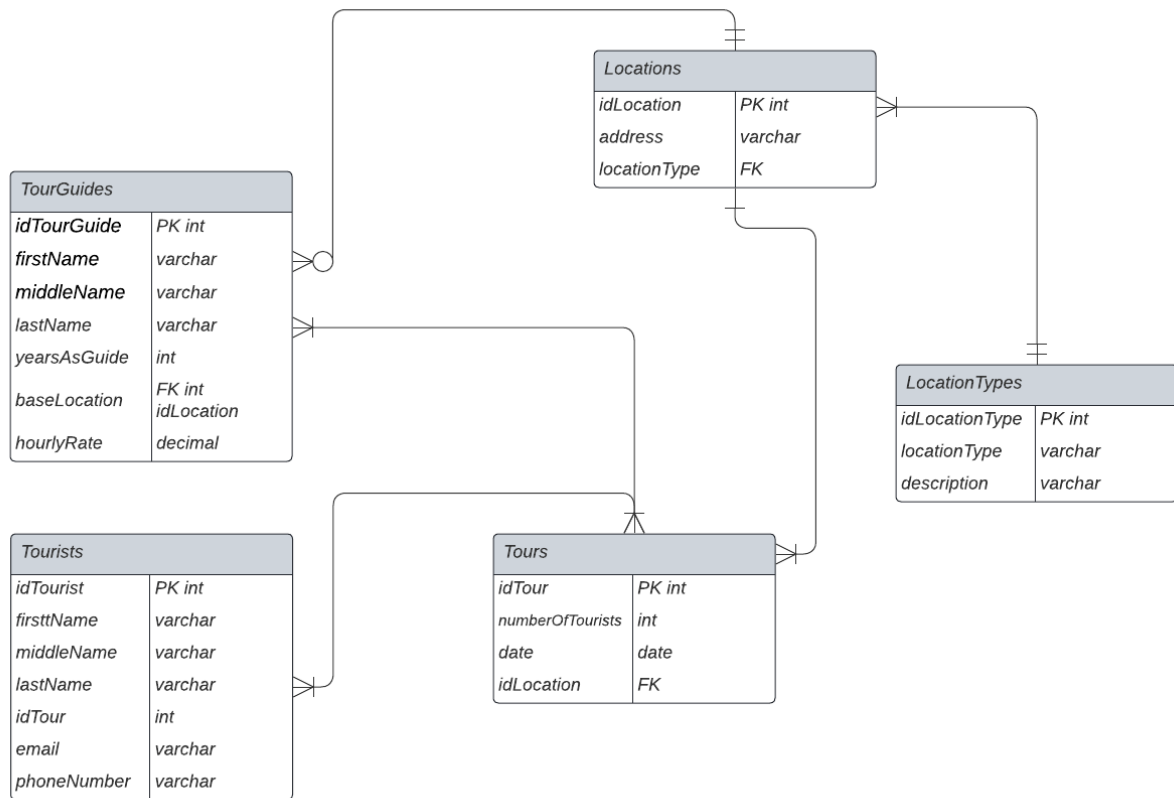 Locations
idLocation PK int
address varchar
locationType FK
TourGuides
idTourGuide PK int
firstName varchar
middleName varchar
lastName varchar
yearsAsGuide int
baseLocation FK int
idLocation
hourlyRate decimal
LocationTypes
idLocationType PK int
locationType varchar
description varchar
Tourists
idTourist PK int
firsttName varchar
middleName varchar
lastName varchar
idTour int
email varchar
phoneNumber varchar
Tours
idTour PK int
numberOfTourists int
date date
idLocation FK